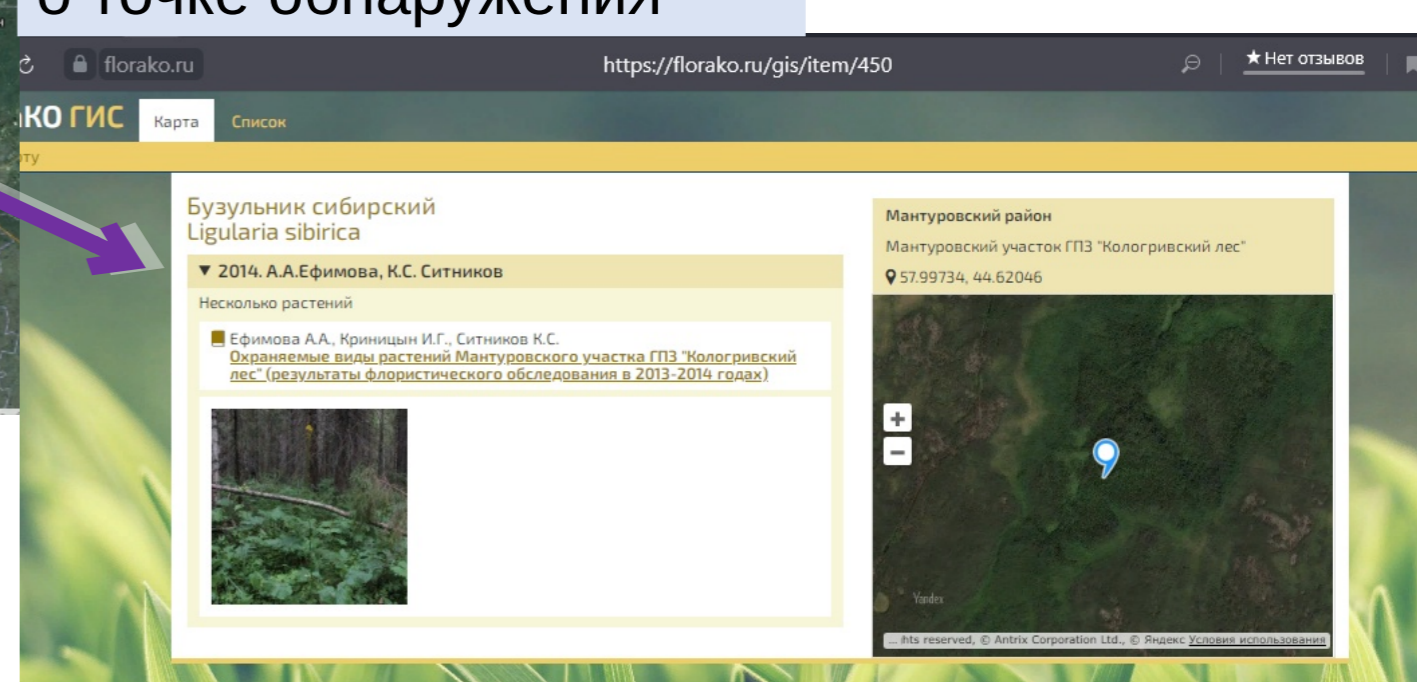 о точке обнаружения
florako.ru
https://florako.ru/gis/item/450
★ Нет отзывов
КО ГИС
Карта
Список
Бузульник сибирский
Ligularia sibirica
▼ 2014. А.А.Ефимова, К.С. Ситников
Несколько растений
Ефимова А.А., Криницын И.Г., Ситников К.С.
Охраняемые виды растений Мантуровского участка ГПЗ "Кологривский
лес" (результаты флористического обследования в 2013-2014 годах)
Мантуровский район
Мантуровский участок ГПЗ "Кологривский лес"
57.99734, 44.62046
+
−
Yandex
... hts reserved, © Antrix Corporation Ltd., © Яндекс Условия использования